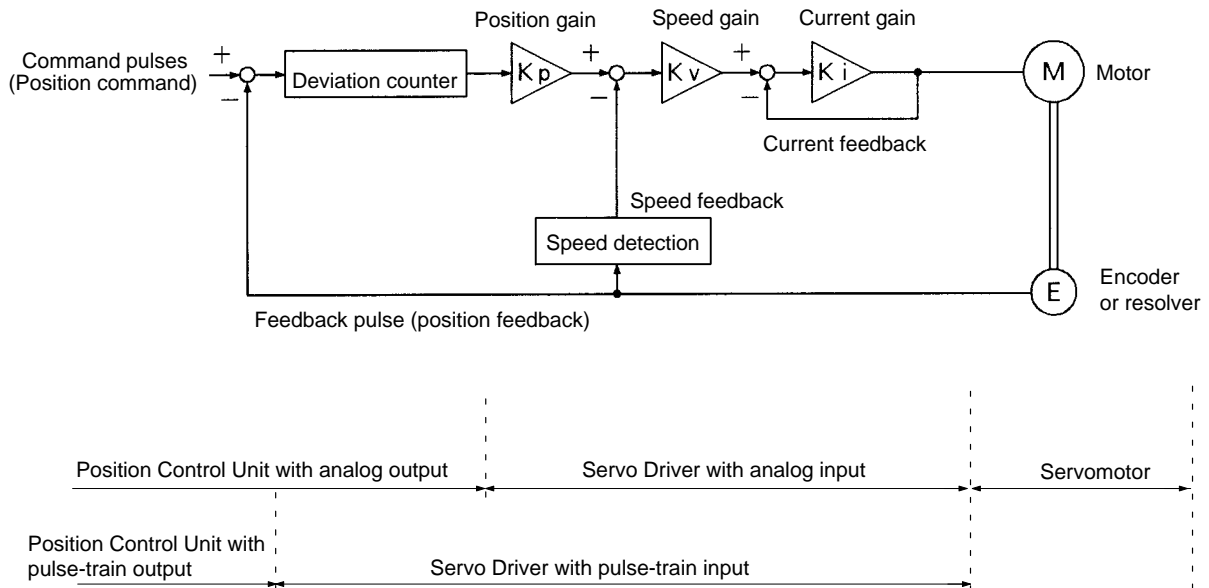 Position gain
Speed gain
Current gain
Command pulses
(Position command)
+
−
Deviation counter
Kp
+
−
Kv
+
−
Ki
M
Motor
Current feedback
Speed feedback
Speed detection
E
Encoder
or resolver
Feedback pulse (position feedback)
Position Control Unit with analog output
Servo Driver with analog input
Servomotor
Position Control Unit with
pulse-train output
Servo Driver with pulse-train input